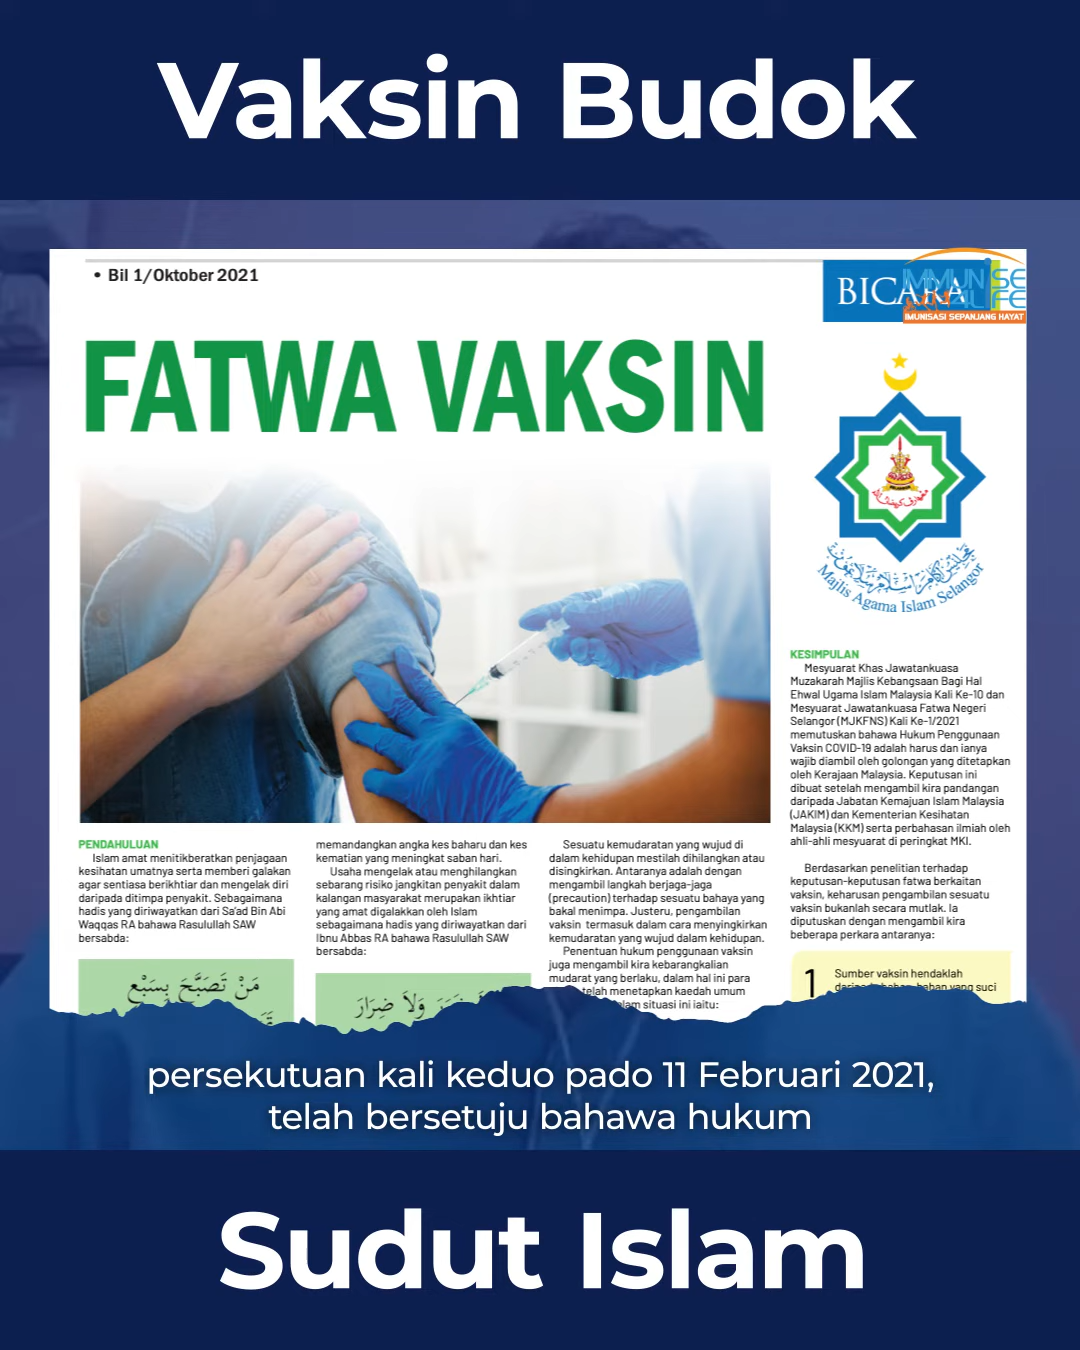 Vaksin Budok
• Bil 1/Oktober 2021
BICARA
IMMUNISE
4LIFE
IMUNISASI SEPANJANG HAYAT
FATWA VAKSIN
Majlis Agama Islam Selangor
PENDAHULUAN
Islam amat menitikberatkan penjagaan
kesihatan umatnya serta memberi galakan
agar sentiasa berikhtiar dan mengelak diri
daripada ditimpa penyakit. Sebagaimana
hadis yang diriwayatkan dari Sa'ad Bin Abi
Waqqas RA bahawa Rasulullah SAW
bersabda:
مَنْ تَصَبَّحَ بِسَبْعِ
memandangkan angka kes baharu dan kes
kematian yang meningkat saban hari.
Usaha mengelak atau menghilangkan
sebarang risiko jangkitan penyakit dalam
kalangan masyarakat merupakan ikhtiar
yang amat digalakkan oleh Islam
sebagaimana hadis yang diriwayatkan dari
Ibnu Abbas RA bahawa Rasulullah SAW
bersabda:
وَلاَ ضِرَارَ
Sesuatu kemudaratan yang wujud di
dalam kehidupan mestilah dihilangkan atau
disingkirkan. Antaranya adalah dengan
mengambil langkah berjaga-jaga
(precaution) terhadap sesuatu bahaya yang
bakal menimpa. Justeru, pengambilan
vaksin termasuk dalam cara menyingkirkan
kemudaratan yang wujud dalam kehidupan.
Penentuan hukum penggunaan vaksin
juga mengambil kira kebarangkalian
mudarat yang berlaku, dalam hal ini para
telah menetapkan kaedah umum
situasi ini iaitu:
KESIMPULAN
Mesyuarat Khas Jawatankuasa
Muzakarah Majlis Kebangsaan Bagi Hal
Ehwal Ugama Islam Malaysia Kali Ke-10 dan
Mesyuarat Jawatankuasa Fatwa Negeri
Selangor (MJKFNS) Kali Ke-1/2021
memutuskan bahawa Hukum Penggunaan
Vaksin COVID-19 adalah harus dan ianya
wajib diambil oleh golongan yang ditetapkan
oleh Kerajaan Malaysia. Keputusan ini
dibuat setelah mengambil kira pandangan
daripada Jabatan Kemajuan Islam Malaysia
(JAKIM) dan Kementerian Kesihatan
Malaysia (KKM) serta perbahasan ilmiah oleh
ahli-ahli mesyuarat di peringkat MKI.
Berdasarkan penelitian terhadap
keputusan-keputusan fatwa berkaitan
vaksin, keharusan pengambilan sesuatu
vaksin bukanlah secara mutlak. Ia
diputuskan dengan mengambil kira
beberapa perkara antaranya:
1 Sumber vaksin hendaklah
yang suci
persekutuan kali keduo pado 11 Februari 2021,
telah bersetuju bahawa hukum
Sudut Islam